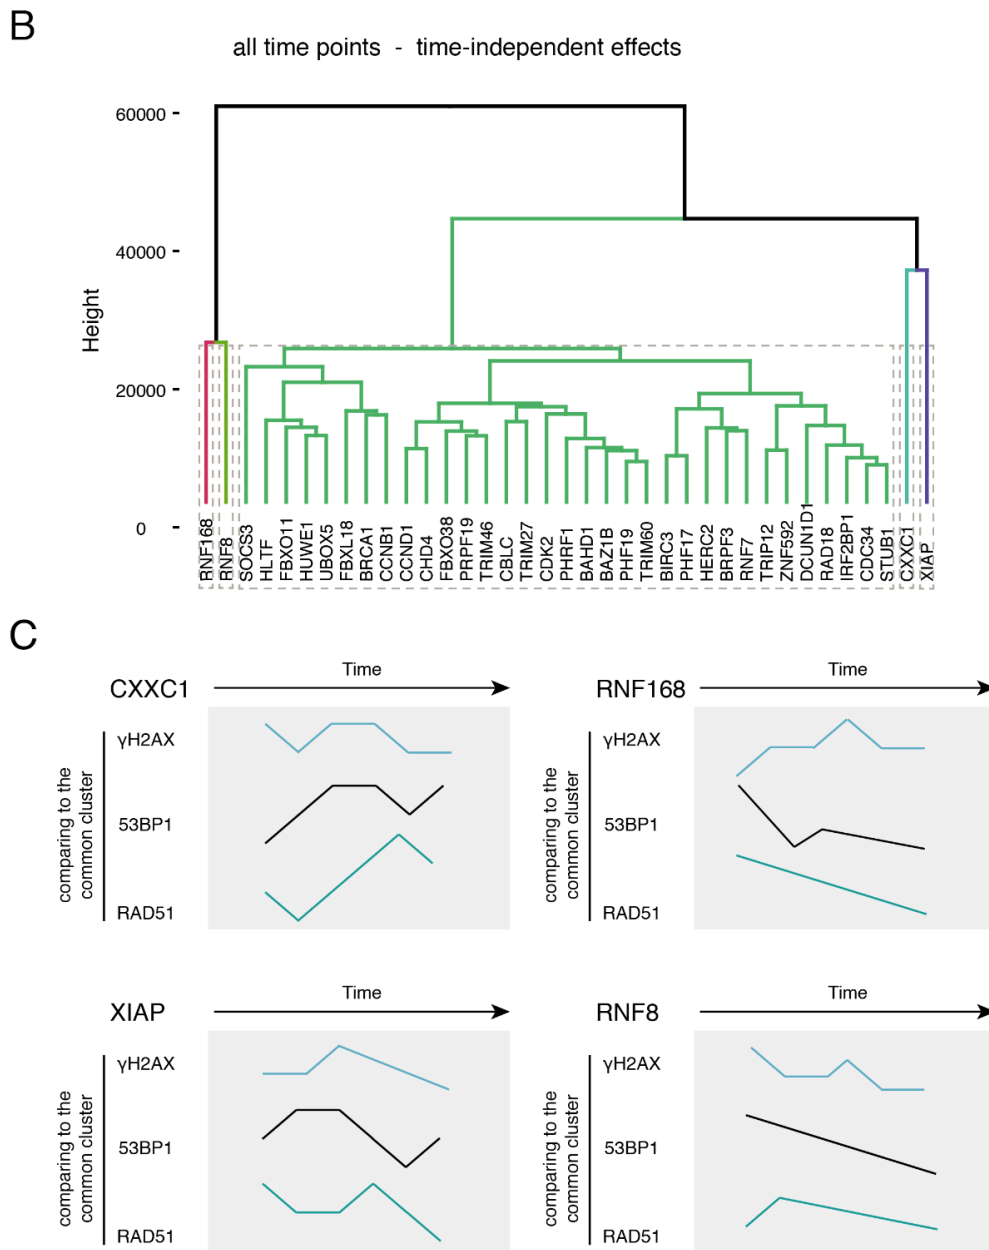 B
all time points - time-independent effects
Height
60000
40000
20000
0
RNF168
RNF8
SOCS3
HLTF
FBXO11
HUWE1
UBOX5
FBXL18
BRCA1
CCNB1
CCND1
CHD4
FBXO38
PRPF19
TRIM46
CBLC
TRIM27
CDK2
PHRF1
BAHD1
BAZ1B
PHF19
TRIM60
BIRC3
PHF17
HERC2
BRPF3
RNF7
TRIP12
ZNF592
DCUN1D1
RAD18
IRF2BP1
CDC34
STUB1
CXXC1
XIAP
C
CXXC1
Time
comparing to the
common cluster
γH2AX
53BP1
RAD51
RNF168
Time
comparing to the
common cluster
γH2AX
53BP1
RAD51
XIAP
Time
comparing to the
common cluster
γH2AX
53BP1
RAD51
RNF8
Time
comparing to the
common cluster
γH2AX
53BP1
RAD51